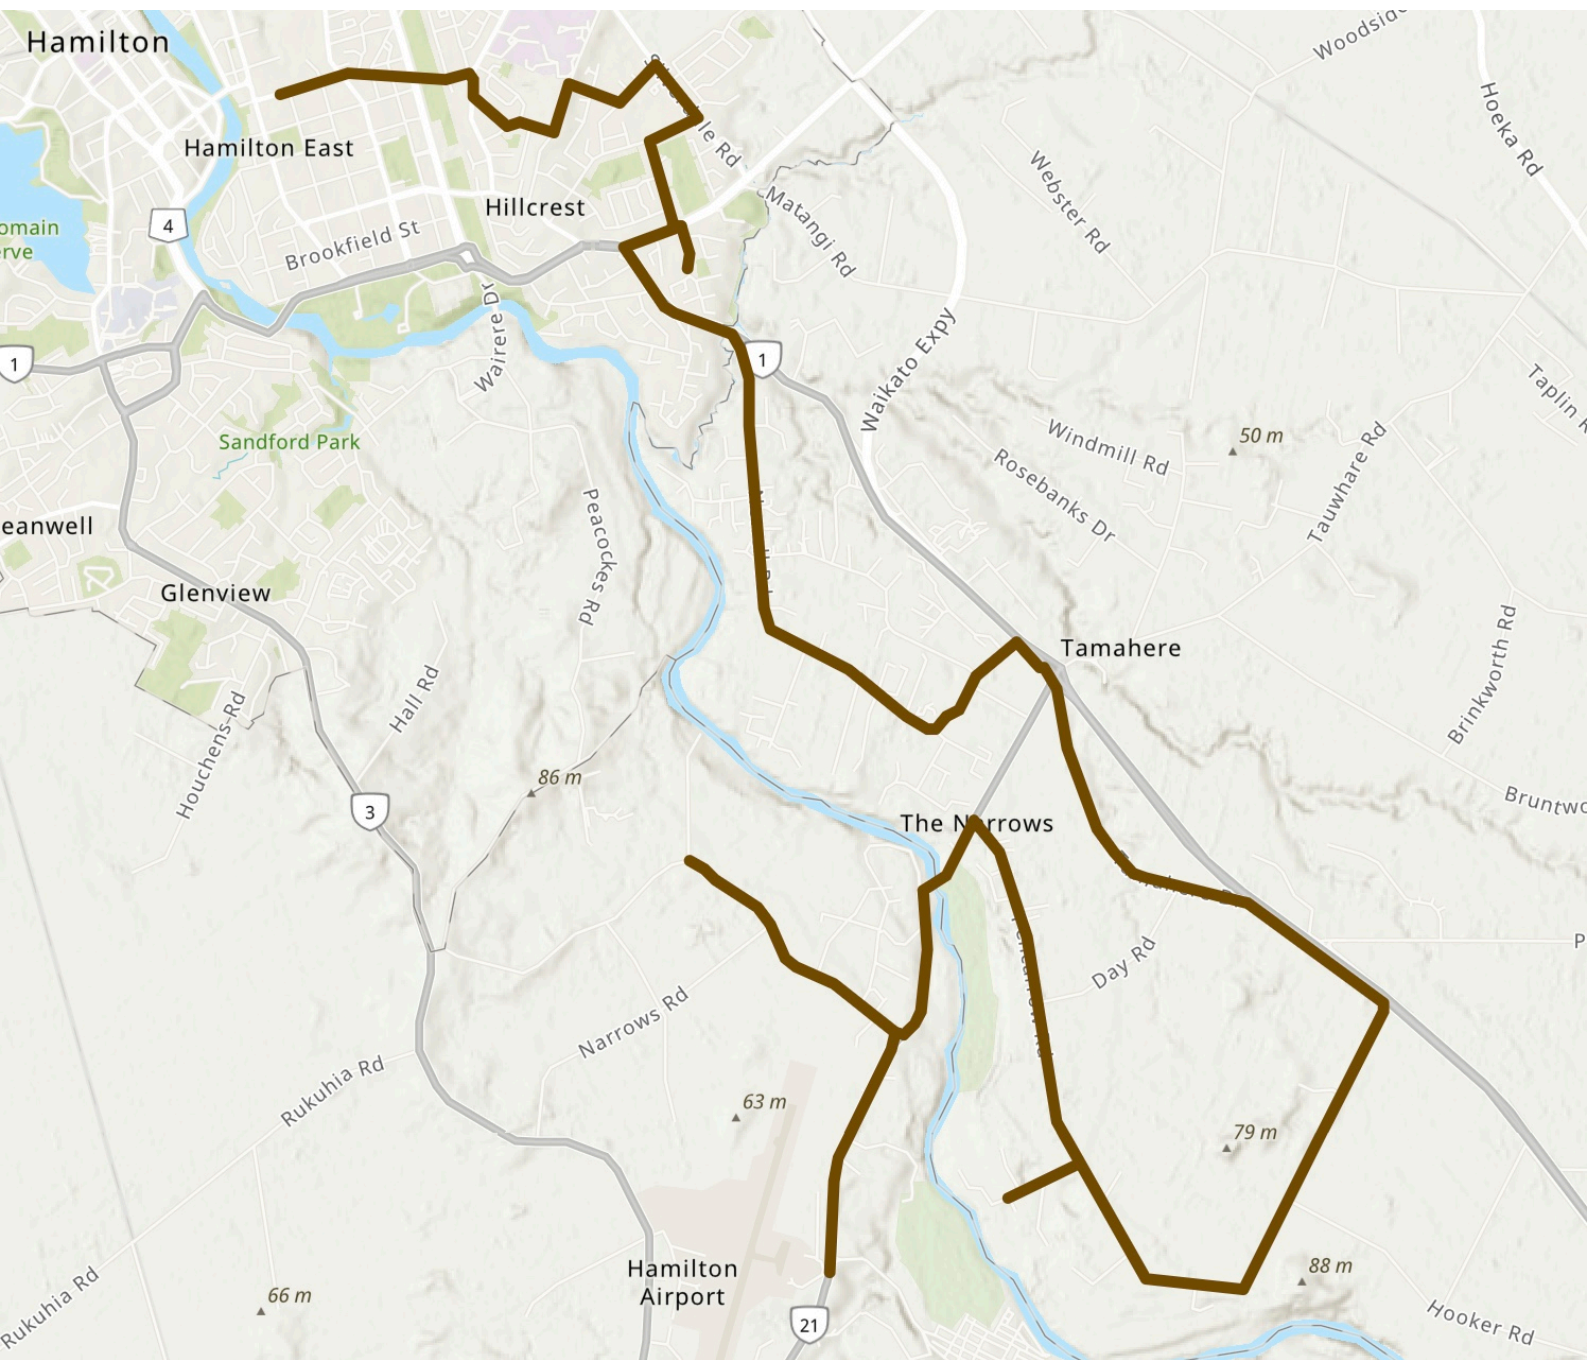 Hamilton
Woodside
Hoeka Rd
le Rd
Hamilton East
Webster Rd
Matangi Rd
Hillcrest
4
omain
erve
Brookfield St
Wairere Dr
1
1
Waikato Expy
Taplin R
Sandford Park
50 m
Windmill Rd
Rosebanks Dr
Tauwhare Rd
eanwell
Peacockes Rd
Glenview
Tamahere
Brinkworth Rd
Hall Rd
Houchens Rd
86 m
3
Bruntwo
The Narrows
Day Rd
P
Narrows Rd
Rukuhia Rd
63 m
79 m
Hamilton
Airport
88 m
66 m
Rukuhia Rd
21
Hooker Rd